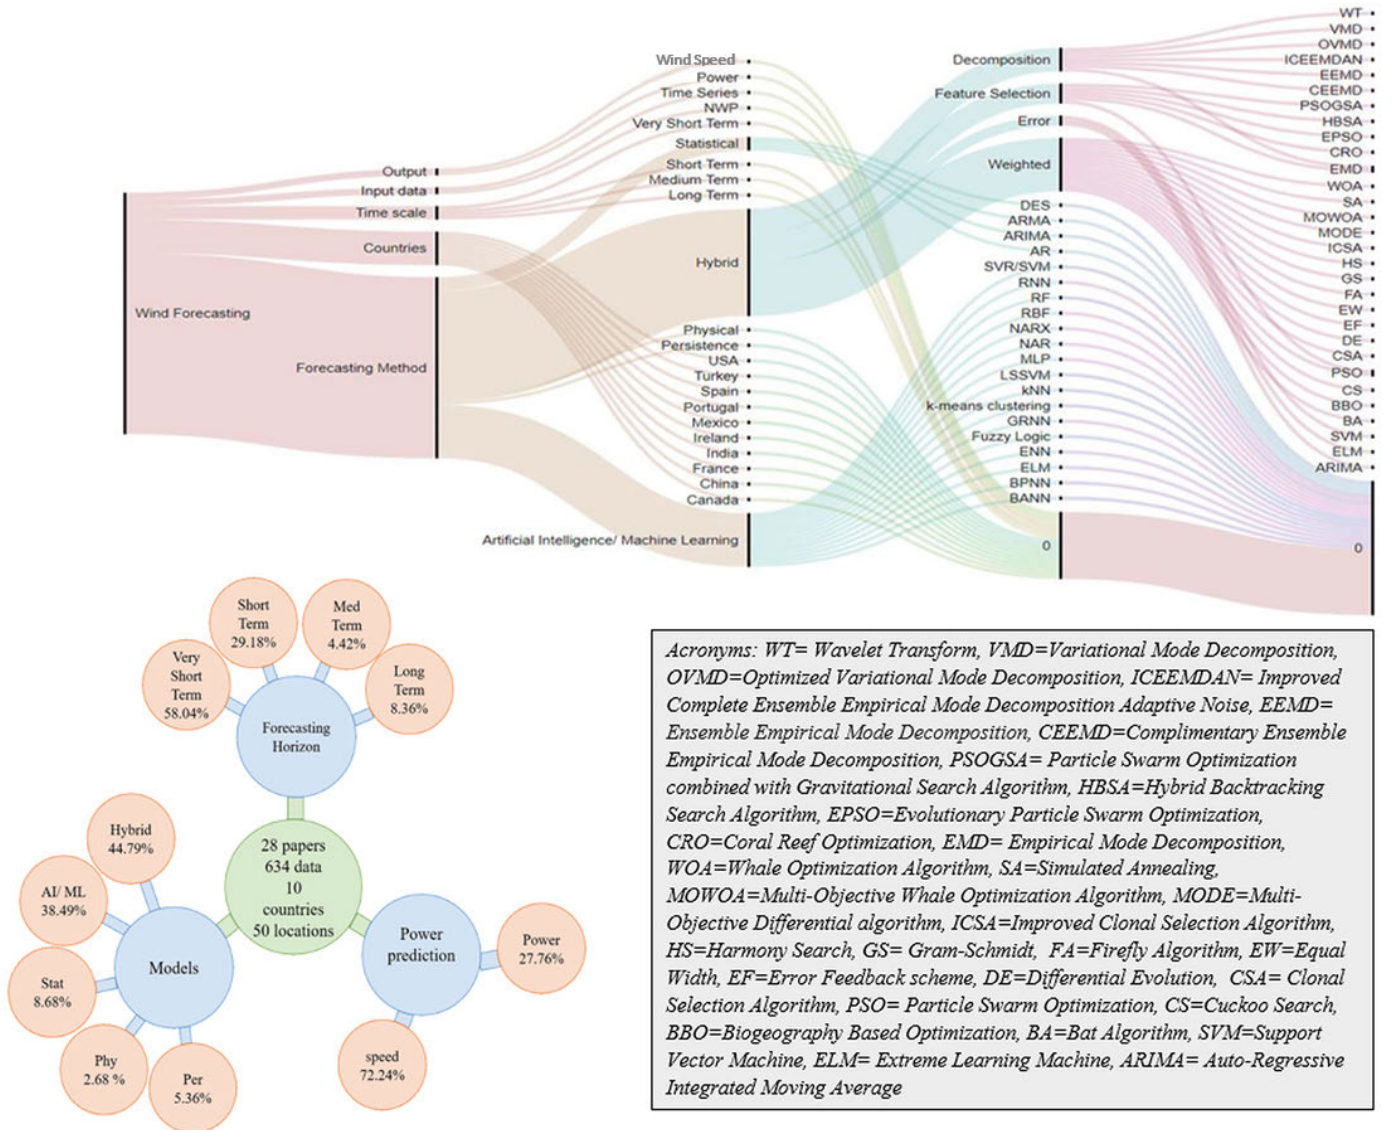 Wind Forecasting
Output
Input data
Time scale
Countries
Forecasting Method
Wind Speed
Power
Time Series
NWP
Very Short Term
Statistical
Short Term
Medium Term
Long Term
Hybrid
Physical
Persistence
USA
Turkey
Spain
Portugal
Mexico
Ireland
India
France
China
Canada
Artificial Intelligence/ Machine Learning
Decomposition
Feature Selection
Error
Weighted
DES
ARMA
ARIMA
AR
SVR/SVM
RNN
RF
RBF
NARX
NAR
MLP
LSSVM
kNN
k-means clustering
GRNN
Fuzzy Logic
ENN
ELM
BPNN
BANN
0
WT
VMD
OVMD
ICEEMDAN
EEMD
CEEMD
PSOGSA
HBSA
EPSO
CRO
EMD
WOA
SA
MOWOA
MODE
ICSA
HS
GS
FA
EW
EF
DE
CSA
PSO
CS
BBO
BA
SVM
ELM
ARIMA
0
Short
Term
29.18%
Med
Term
4.42%
Very
Short
Term
58.04%
Long
Term
8.36%
Forecasting
Horizon
Hybrid
44.79%
AI/ ML
38.49%
Stat
8.68%
Phy
2.68 %
Per
5.36%
Models
28 papers
634 data
10
countries
50 locations
Power
prediction
Power
27.76%
speed
72.24%
Acronyms: WT= Wavelet Transform, VMD=Variational Mode Decomposition,
OVMD=Optimized Variational Mode Decomposition, ICEEMDAN= Improved
Complete Ensemble Empirical Mode Decomposition Adaptive Noise, EEMD=
Ensemble Empirical Mode Decomposition, CEEMD=Complimentary Ensemble
Empirical Mode Decomposition, PSOGSA= Particle Swarm Optimization
combined with Gravitational Search Algorithm, HBSA=Hybrid Backtracking
Search Algorithm, EPSO=Evolutionary Particle Swarm Optimization,
CRO=Coral Reef Optimization, EMD= Empirical Mode Decomposition,
WOA=Whale Optimization Algorithm, SA=Simulated Annealing,
MOWOA=Multi-Objective Whale Optimization Algorithm, MODE=Multi-
Objective Differential algorithm, ICSA=Improved Clonal Selection Algorithm,
HS=Harmony Search, GS= Gram-Schmidt, FA=Firefly Algorithm, EW=Equal
Width, EF=Error Feedback scheme, DE=Differential Evolution, CSA= Clonal
Selection Algorithm, PSO= Particle Swarm Optimization, CS=Cuckoo Search,
BBO=Biogeography Based Optimization, BA=Bat Algorithm, SVM=Support
Vector Machine, ELM= Extreme Learning Machine, ARIMA= Auto-Regressive
Integrated Moving Average